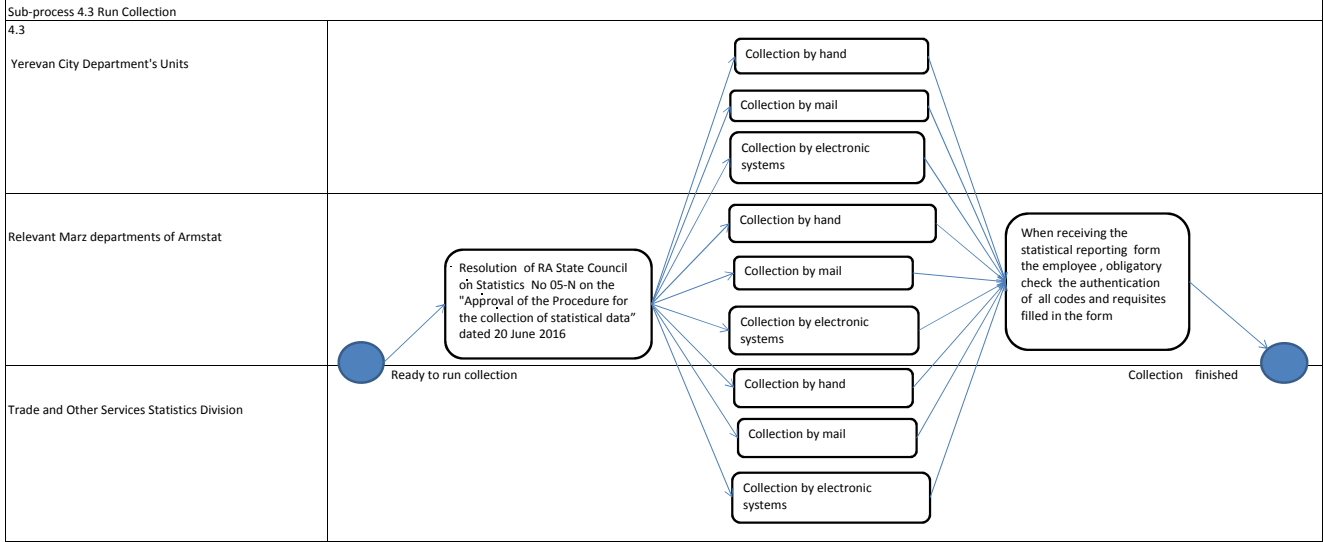 Sub-process 4.3 Run Collection
4.3
Yerevan City Department's Units
Collection by hand
Collection by mail
Collection by electronic
systems
Relevant Marz departments of Armstat
Resolution of RA State Council
on Statistics No 05-N on the
"Approval of the Procedure for
the collection of statistical data”
dated 20 June 2016
Collection by hand
Collection by mail
Collection by electronic
systems
When receiving the
statistical reporting form
the employee , obligatory
check the authentication
of all codes and requisites
filled in the form
Ready to run collection
Collection finished
Trade and Other Services Statistics Division
Collection by hand
Collection by mail
Collection by electronic
systems